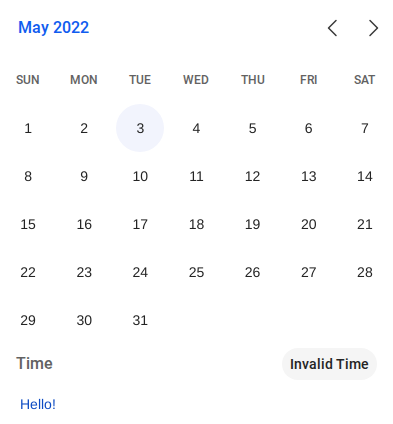 May 2022
SUN MON TUE WED THU FRI SAT
1 2 3 4 5 6 7
8 9 10 11 12 13 14
15 16 17 18 19 20 21
22 23 24 25 26 27 28
29 30 31
Time Invalid Time
Hello!